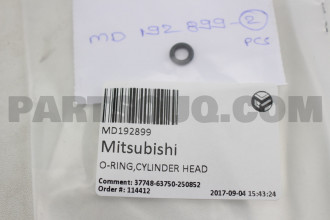 MD 192 899-2
PCS
PARTSOUQ.COM
MD192899
Mitsubishi
O-RING,CYLINDER HEAD
Comment: 37748-63750-250852
Order #: 114412
2017-09-04 15:43:24